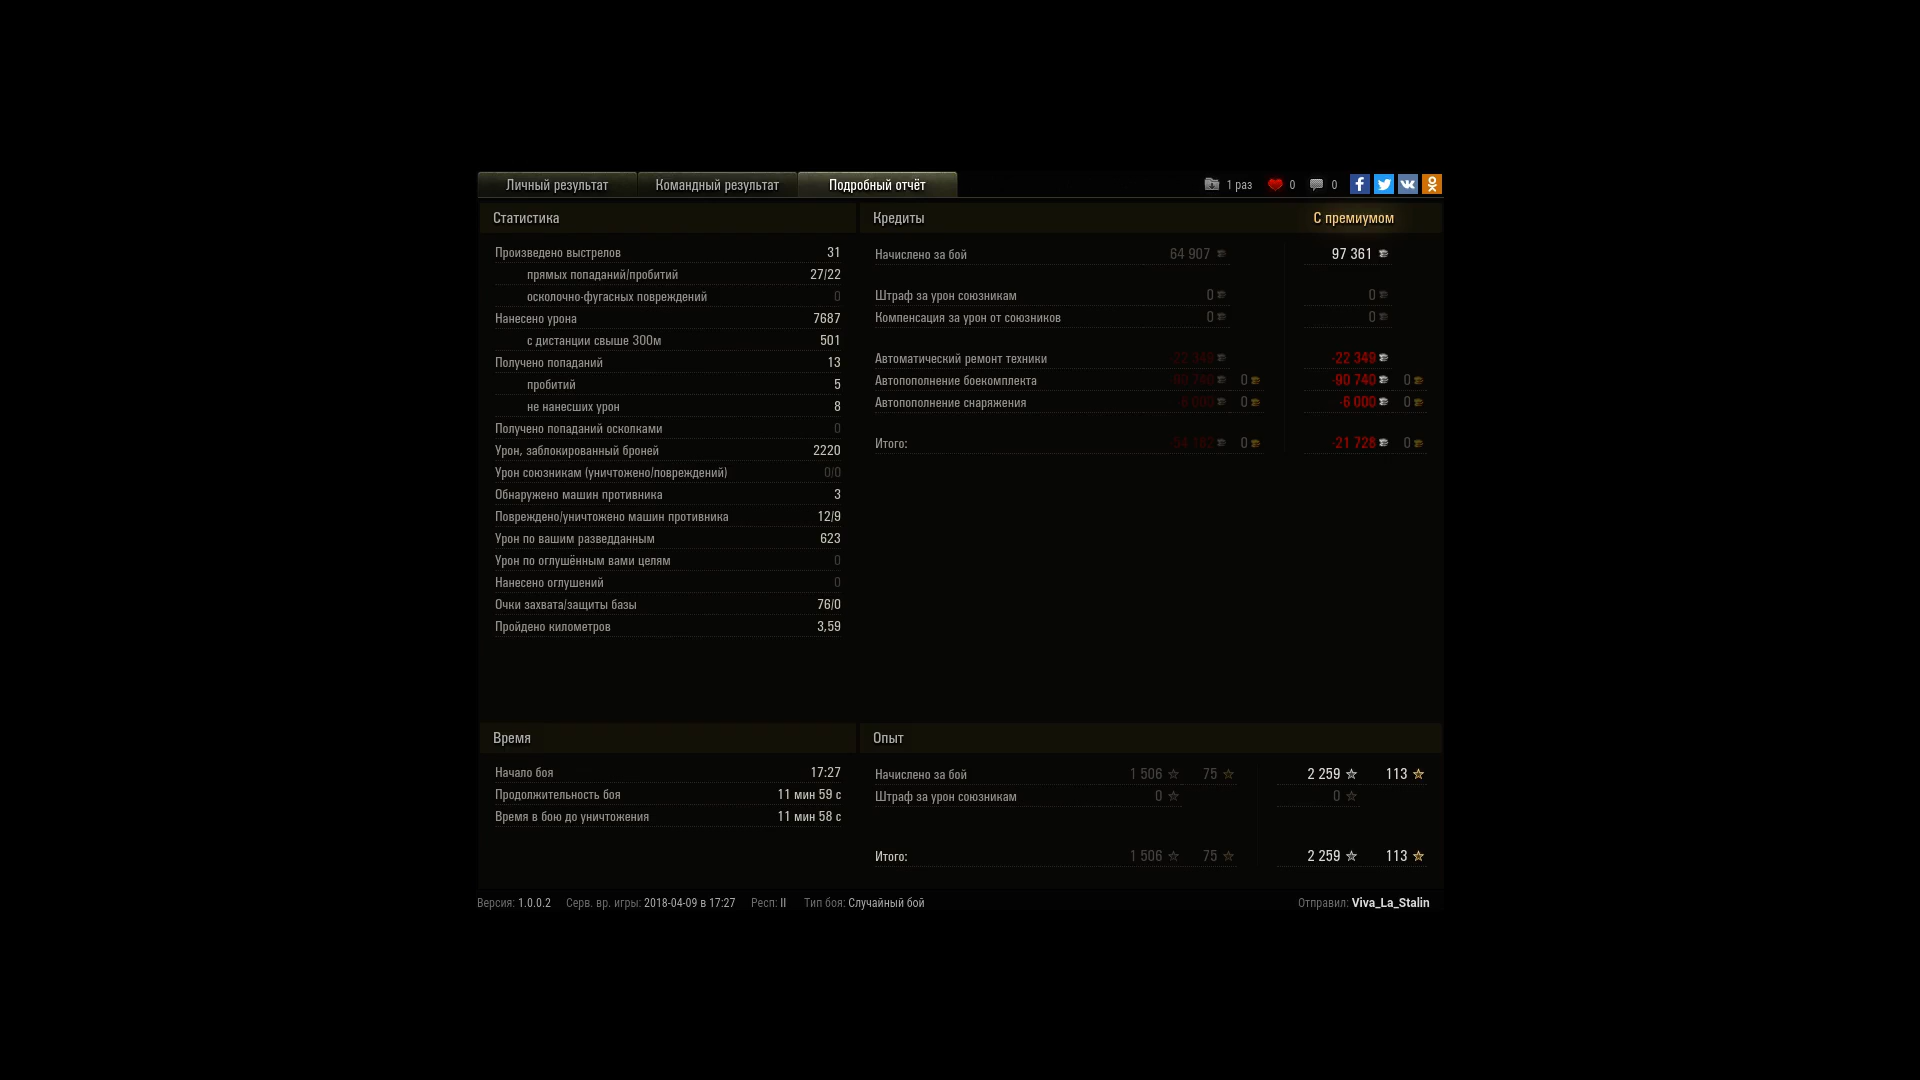 Личный результат Командный результат Подробный отчёт 1 раз 0 0
Статистика
Произведено выстрелов 31
прямых попаданий/пробитий 27/22
осколочно-фугасных повреждений 0
Нанесено урона 7687
с дистанции свыше 300м 501
Получено попаданий 13
пробитий 5
не нанесших урон 8
Получено попаданий осколками 0
Урон, заблокированный броней 2220
Урон союзникам (уничтожено/повреждений) 0/0
Обнаружено машин противника 3
Повреждено/уничтожено машин противника 12/9
Урон по вашим разведданным 623
Урон по оглушённым вами целям 0
Нанесено оглушений 0
Очки захвата/защиты базы 76/0
Пройдено километров 3,59
Кредиты С премиумом
Начислено за бой 64 907 97 361
Штраф за урон союзникам 0 0
Компенсация за урон от союзников 0 0
Автоматический ремонт техники -22 349 -22 349
Автопополнение боекомплекта -90 740 0 -90 740 0
Автопополнение снаряжения -6 000 0 -6 000 0
Итого: -54 182 0 -21 728 0
Время
Начало боя 17:27
Продолжительность боя 11 мин 59 с
Время в бою до уничтожения 11 мин 58 с
Опыт
Начислено за бой 1 506 75 2 259 113
Штраф за урон союзникам 0 0
Итого: 1 506 75 2 259 113
Версия: 1.0.0.2 Серв. вр. игры: 2018-04-09 в 17:27 Респ: II Тип боя: Случайный бой Отправил: Viva_La_Stalin